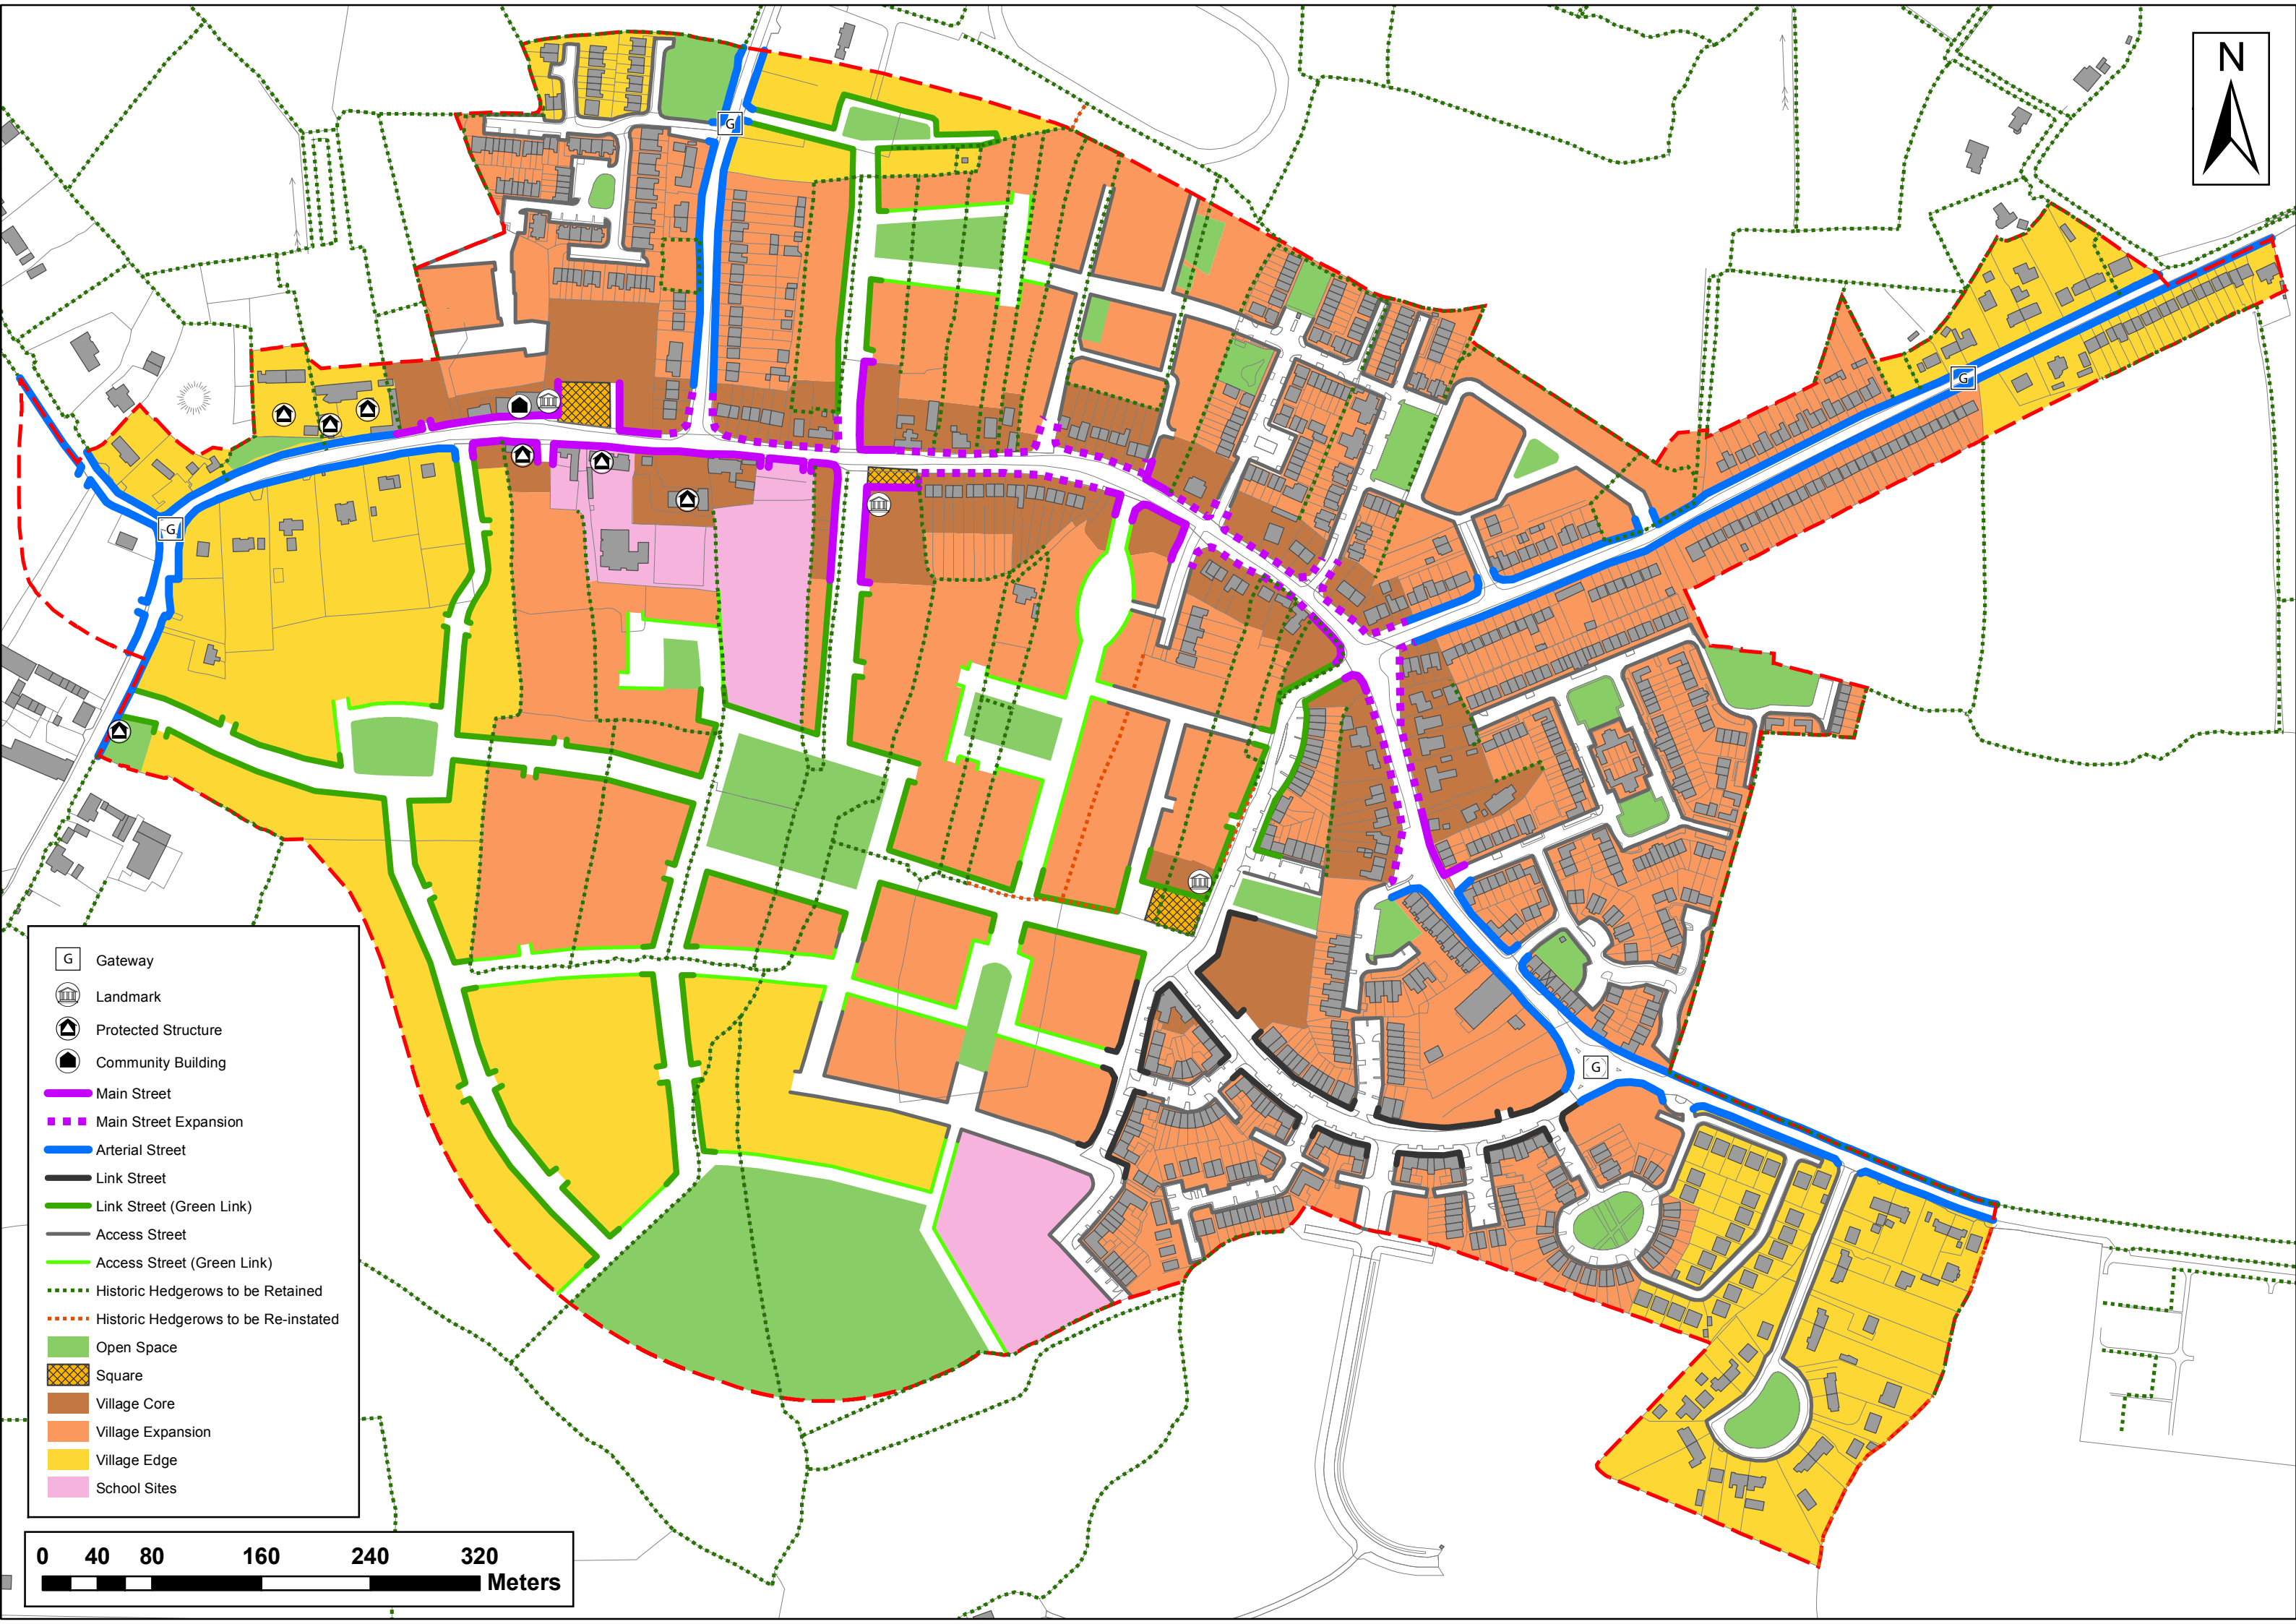 N
G
G
G
G
G Gateway
Landmark
Protected Structure
Community Building
Main Street
Main Street Expansion
Arterial Street
Link Street
Link Street (Green Link)
Access Street
Access Street (Green Link)
Historic Hedgerows to be Retained
Historic Hedgerows to be Re-instated
Open Space
Square
Village Core
Village Expansion
Village Edge
School Sites
0 40 80 160 240 320
Meters